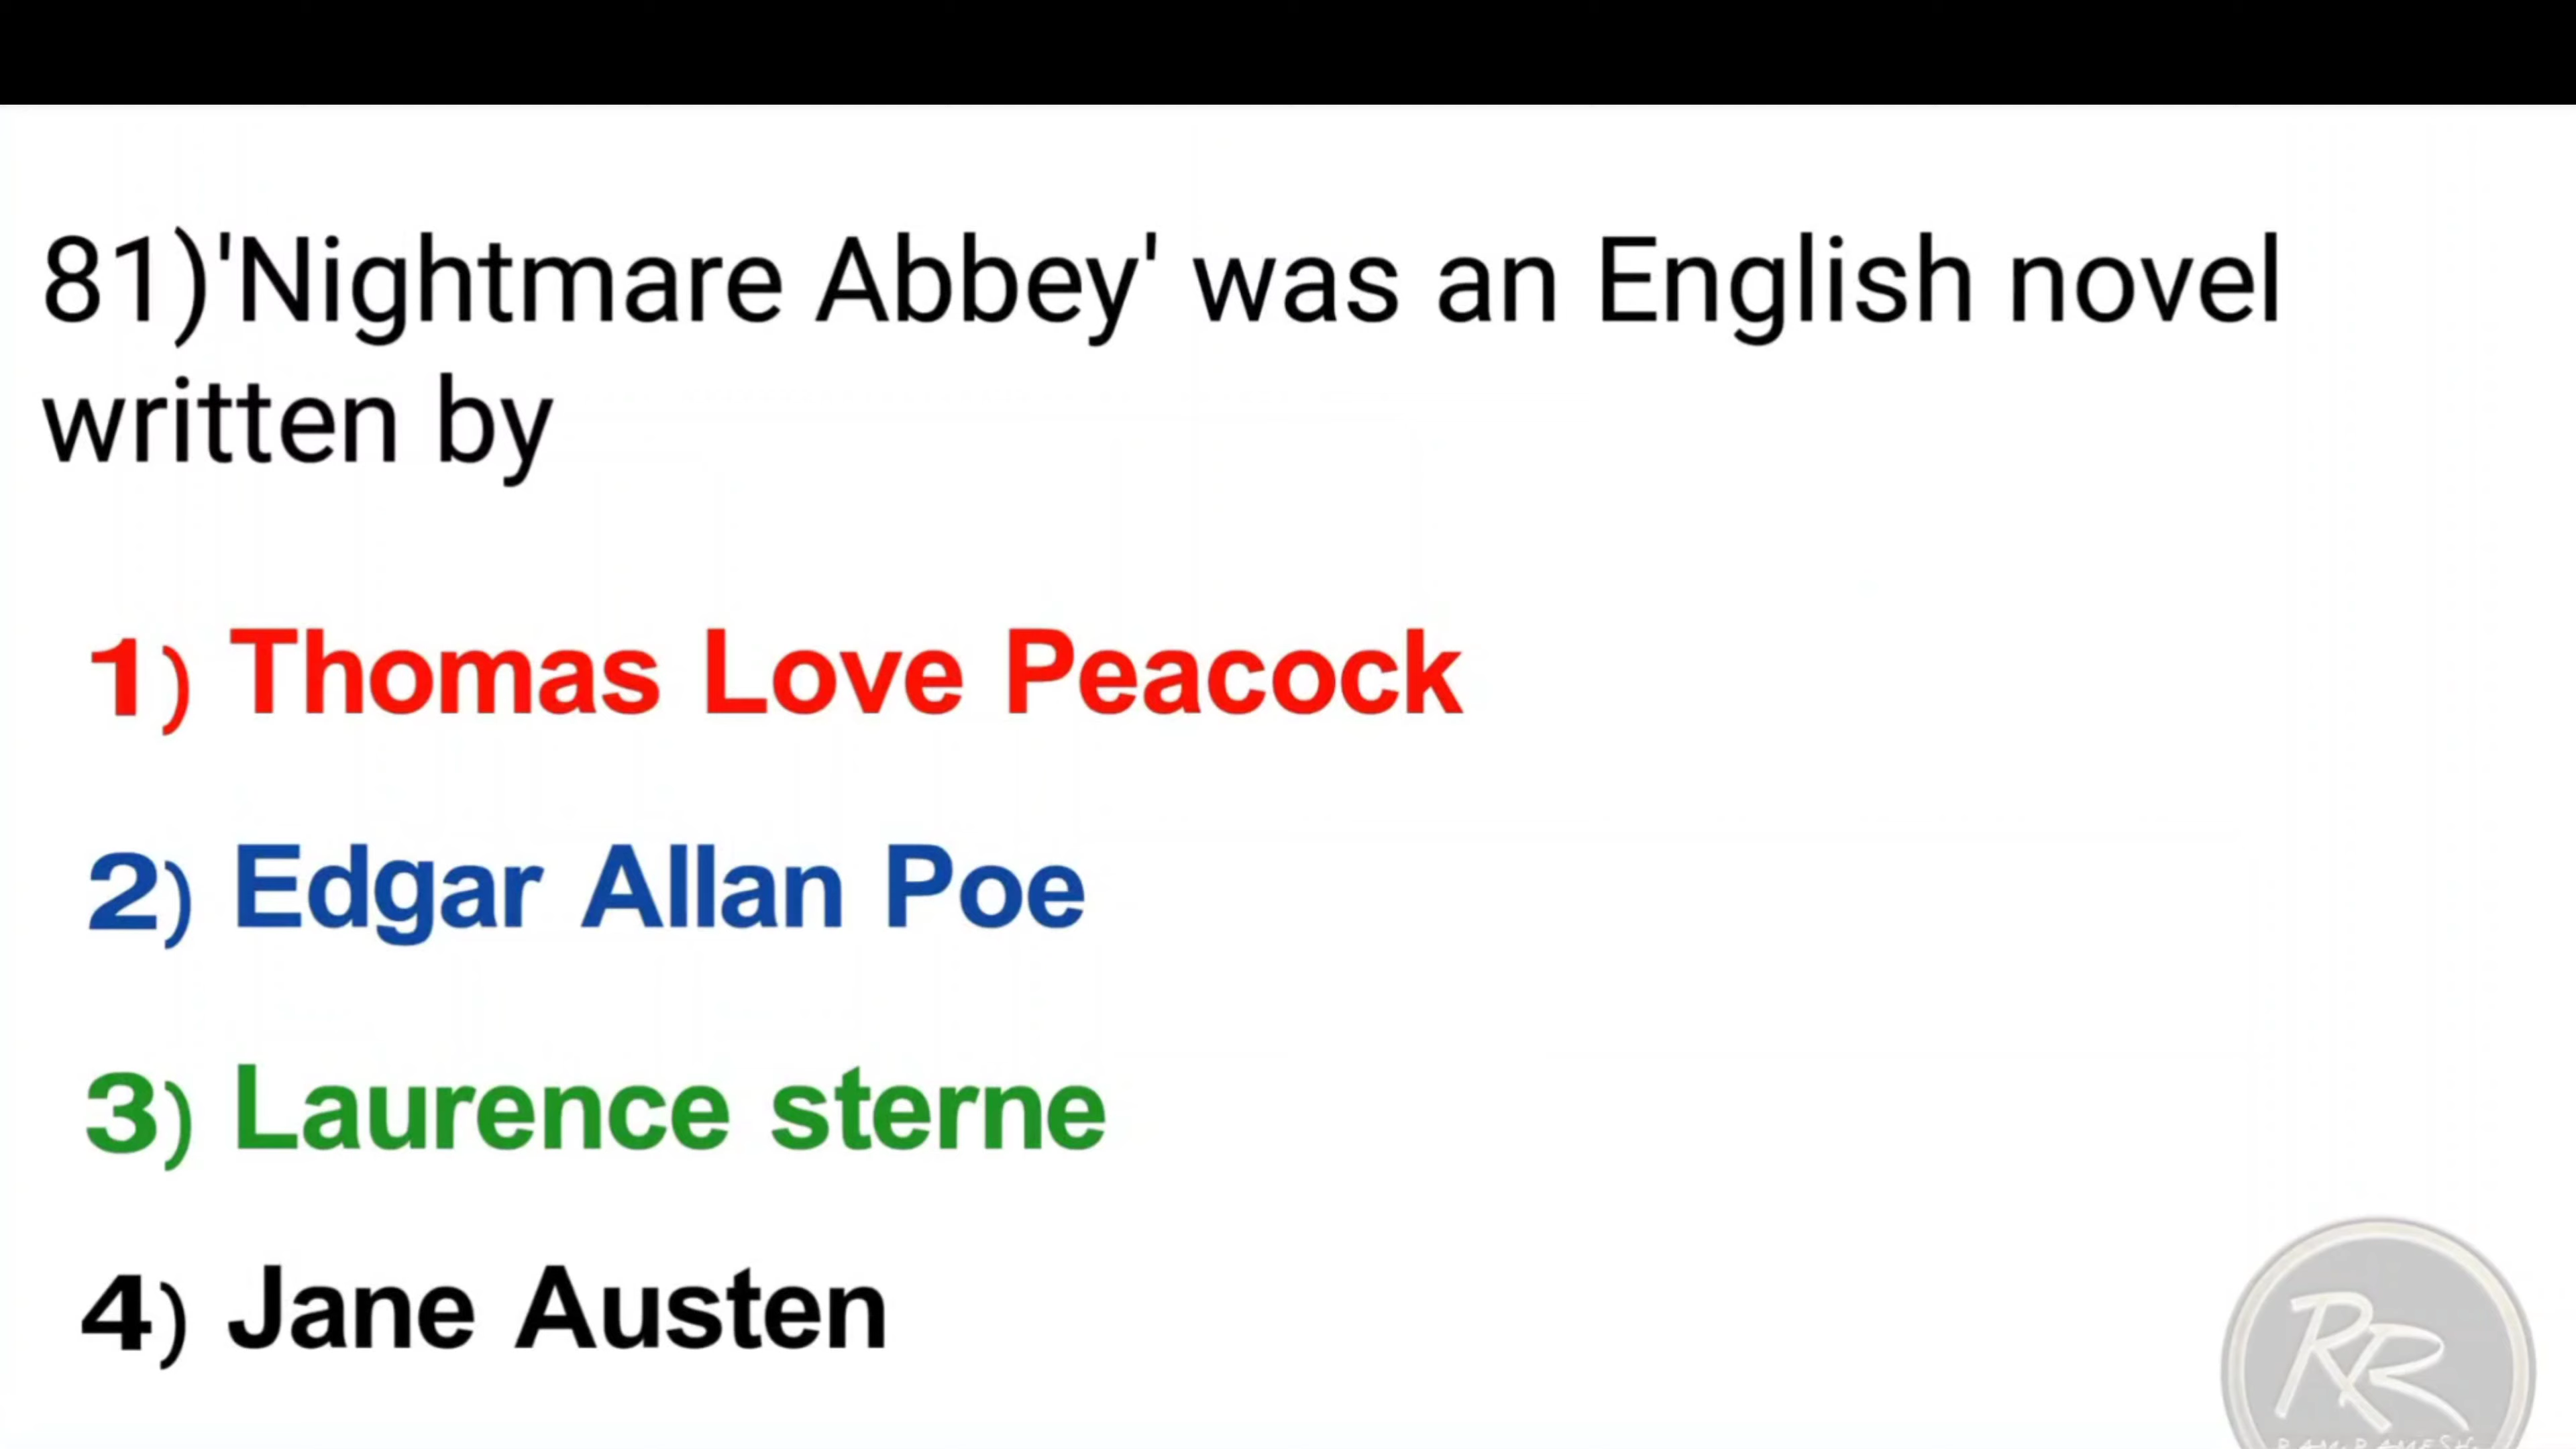 81)'Nightmare Abbey' was an English novel
written by
1) Thomas Love Peacock
2) Edgar Allan Poe
3) Laurence sterne
4) Jane Austen
RR